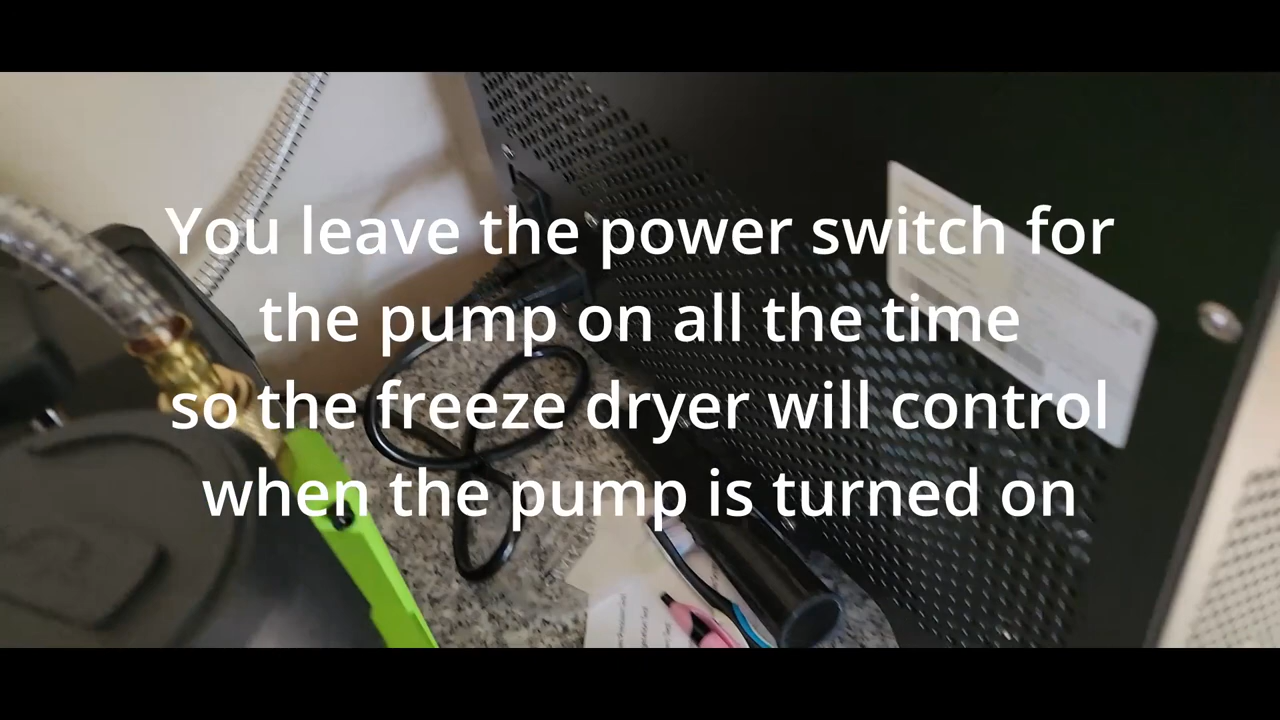 You leave the power switch for
the pump on all the time
so the freeze dryer will control
when the pump is turned on